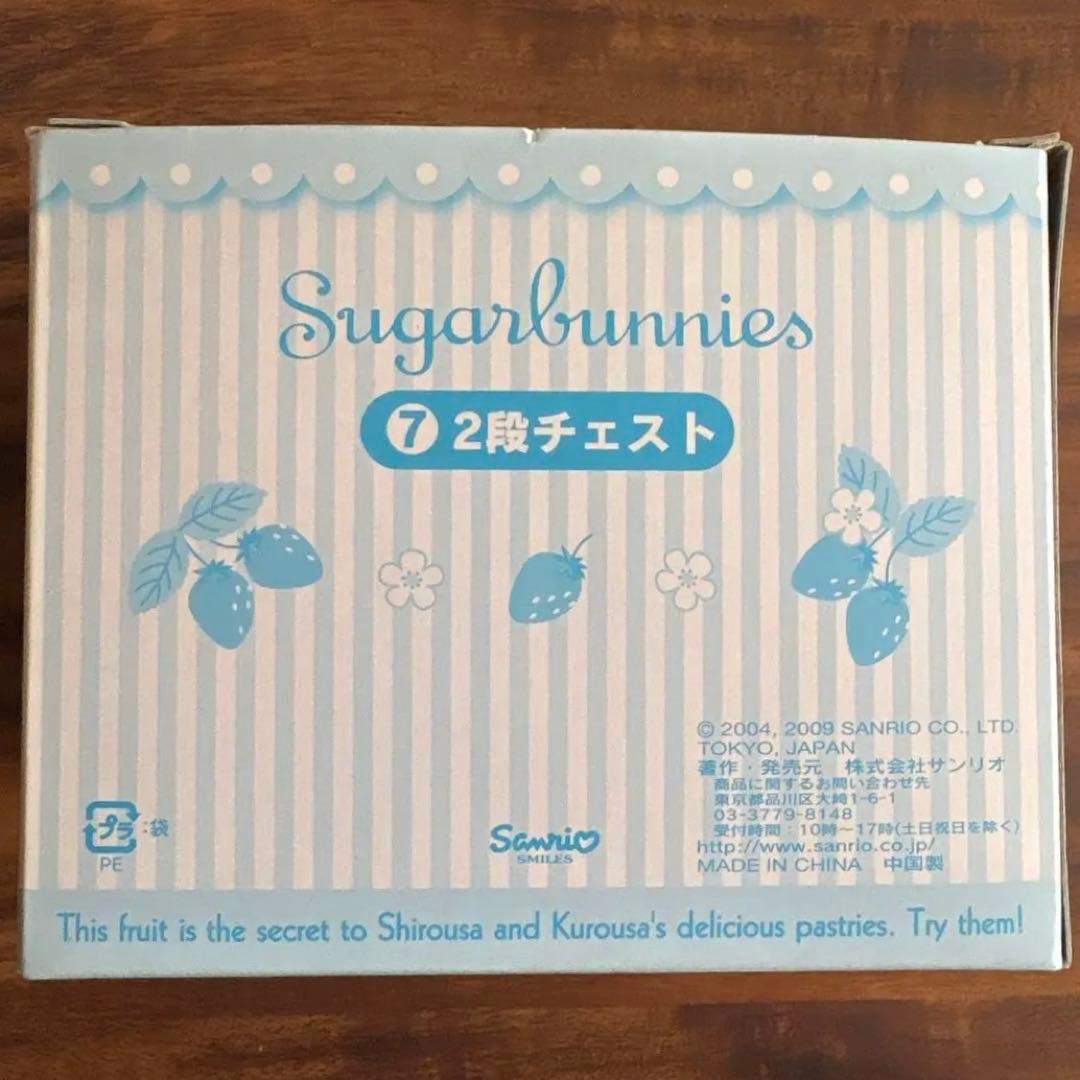 Sugarbunnies
⑦ 2段チェスト
© 2004, 2009 SANRIO CO., LTD.
TOKYO, JAPAN
著作・発売元 株式会社サンリオ
商品に関するお問い合わせ先
東京都品川区大崎1-6-1
03-3779-8148
受付時間：10時～17時(土日祝日を除く)
http://www.sanrio.co.jp/
MADE IN CHINA 中国製
プラ :袋
PE
Sanrio
SMILES
This fruit is the secret to Shirousa and Kurousa's delicious pastries. Try them!